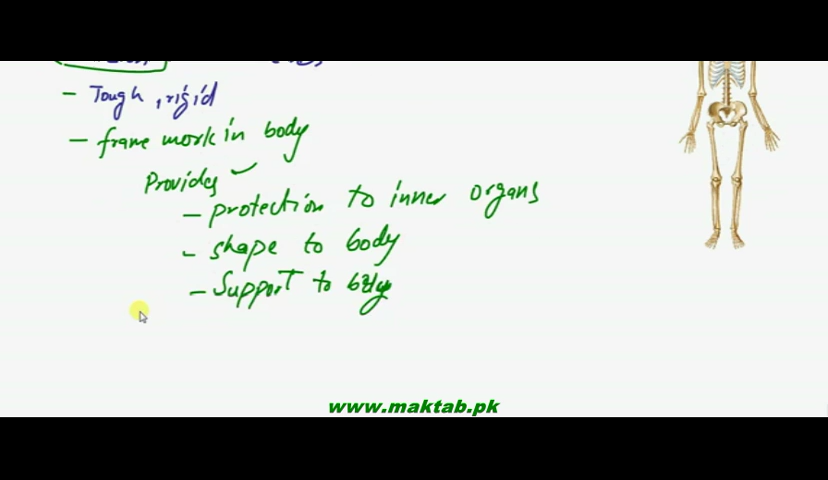 - Tough, rigid
- frame work in body
Provides
- protection to inner organs
- shape to body
- Support to body
www.maktab.pk